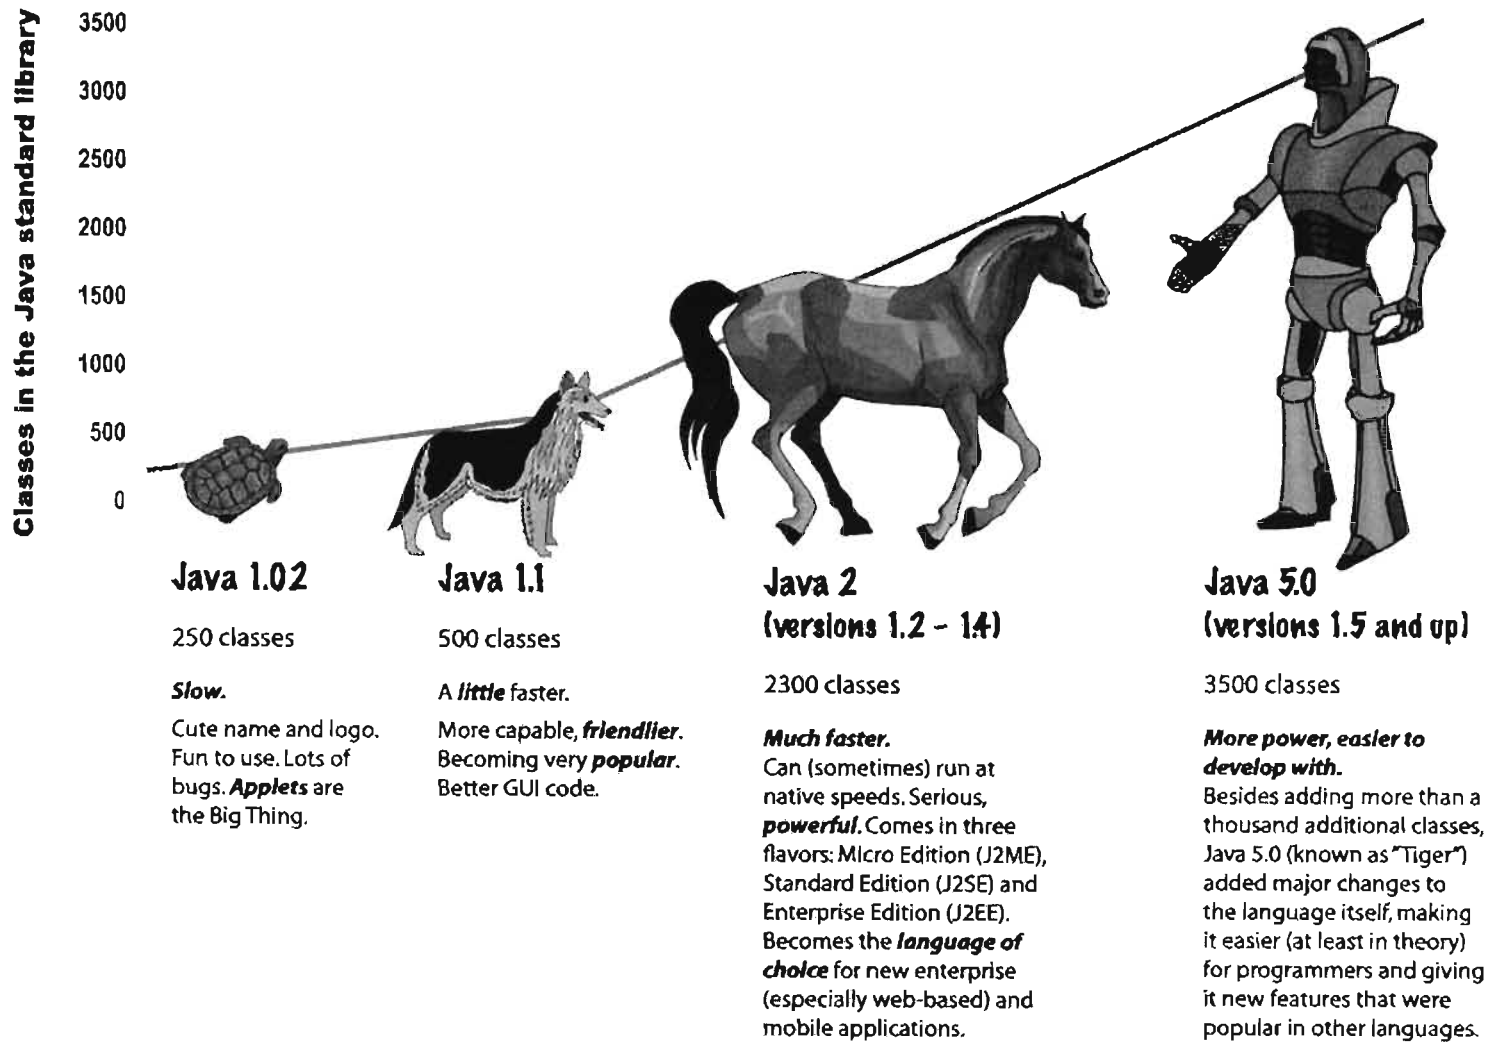 Classes in the Java standard library
3500
3000
2500
2000
1500
1000
500
0
Java 1.02
250 classes
Slow.
Cute name and logo.
Fun to use. Lots of
bugs. Applets are
the Big Thing.
Java 1.1
500 classes
A little faster.
More capable, friendlier.
Becoming very popular.
Better GUI code.
Java 2
(versions 1.2 - 1.4)
2300 classes
Much faster.
Can (sometimes) run at
native speeds. Serious,
powerful. Comes in three
flavors: Micro Edition (J2ME),
Standard Edition (J2SE) and
Enterprise Edition (J2EE).
Becomes the language of
choice for new enterprise
(especially web-based) and
mobile applications.
Java 5.0
(versions 1.5 and up)
3500 classes
More power, easier to
develop with.
Besides adding more than a
thousand additional classes,
Java 5.0 (known as "Tiger")
added major changes to
the language itself, making
it easier (at least in theory)
for programmers and giving
it new features that were
popular in other languages.